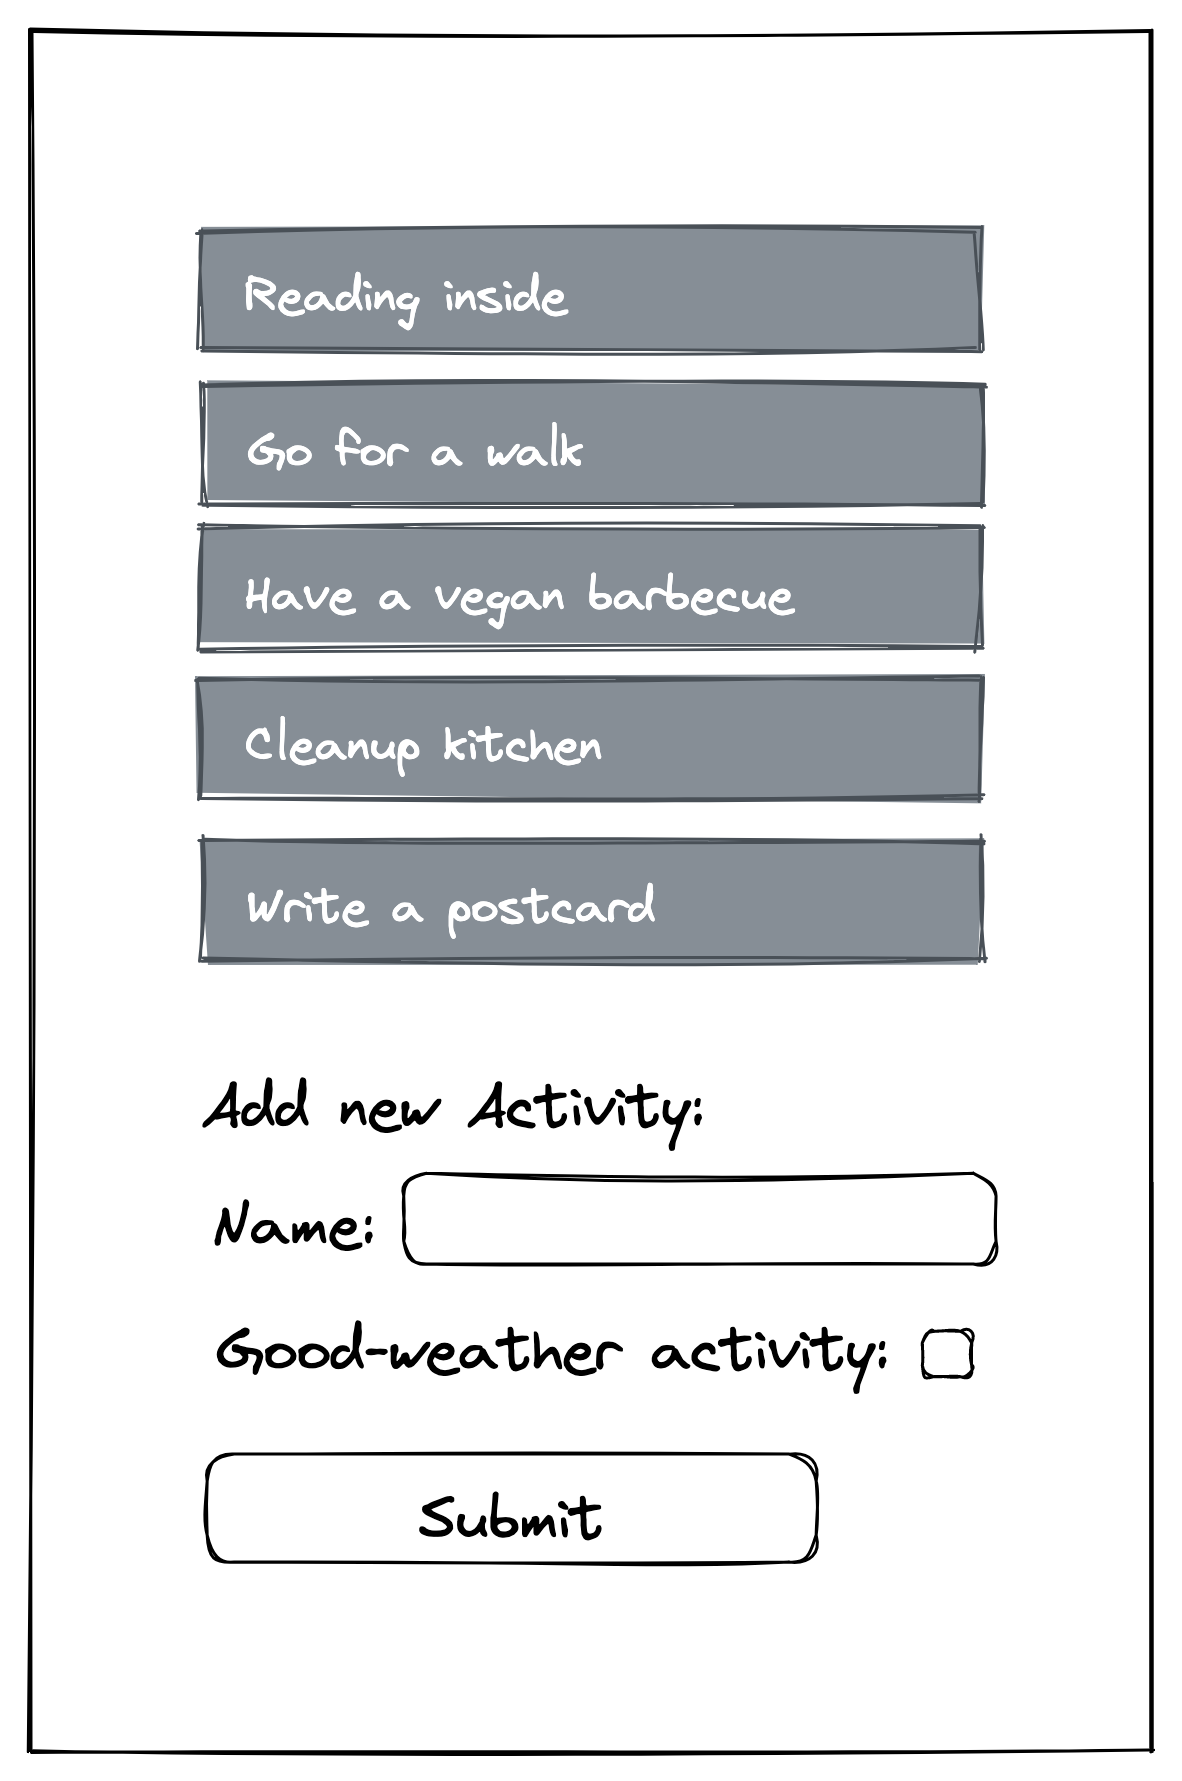 Reading inside
Go for a walk
Have a vegan barbecue
Cleanup kitchen
Write a postcard
Add new Activity:
Name:
Good-weather activity:
Submit